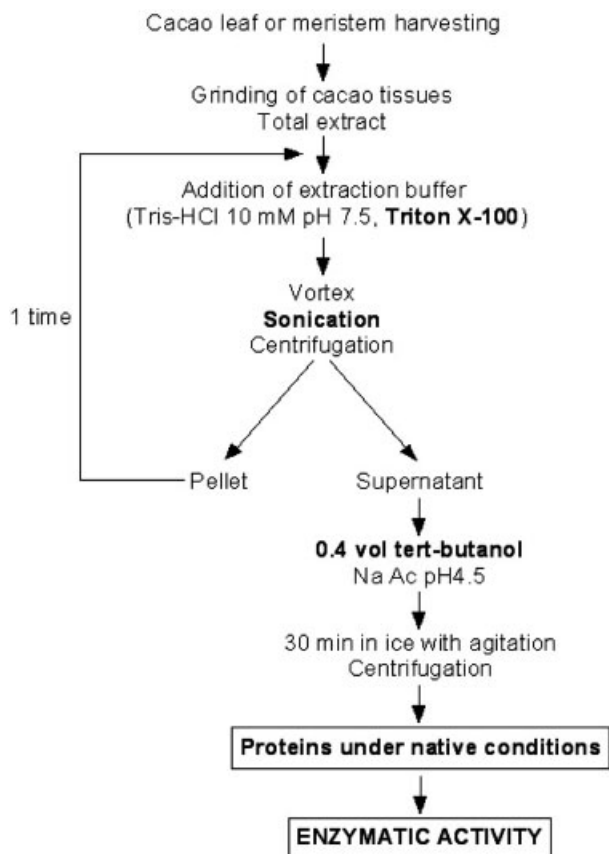 Cacao leaf or meristem harvesting
Grinding of cacao tissues
Total extract
Addition of extraction buffer
(Tris-HCl 10 mM pH 7.5, Triton X-100)
Vortex
Sonication
Centrifugation
1 time
Pellet
Supernatant
0.4 vol tert-butanol
Na Ac pH4.5
30 min in ice with agitation
Centrifugation
Proteins under native conditions
ENZYMATIC ACTIVITY